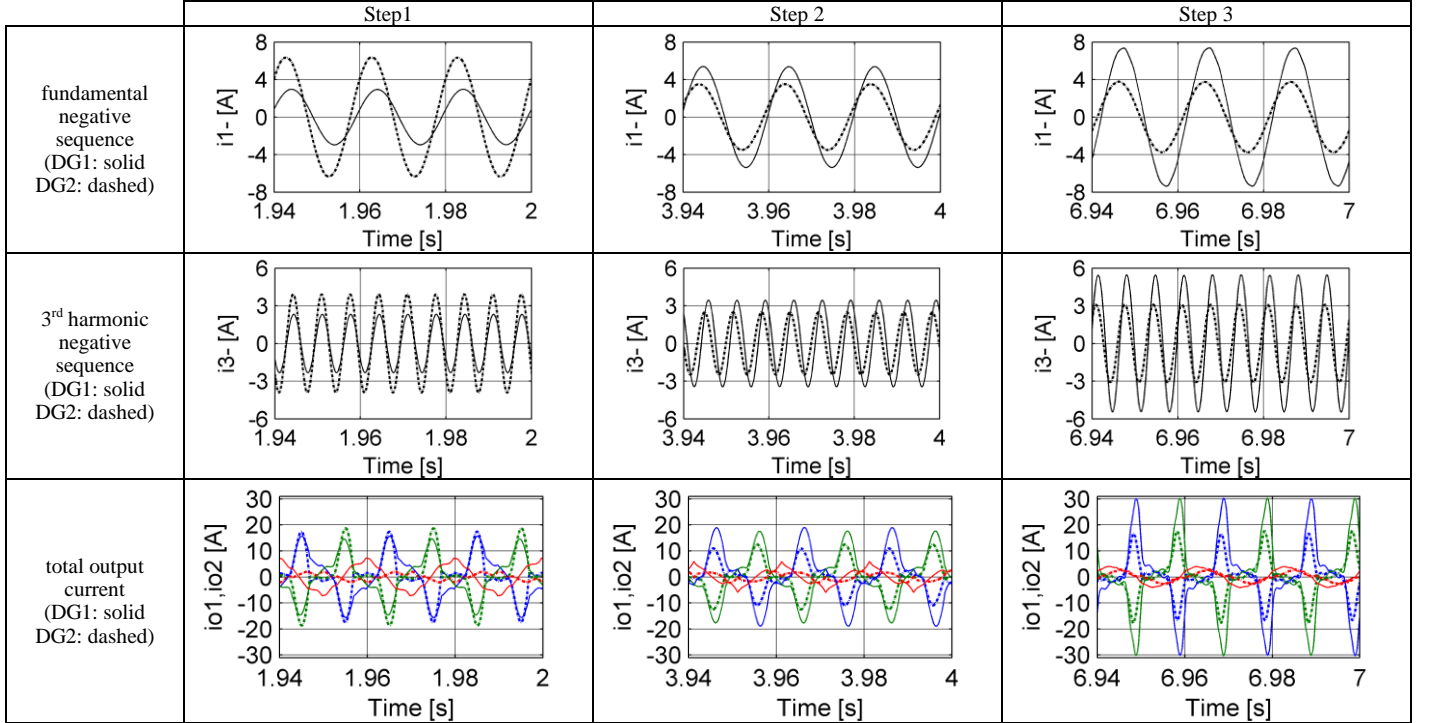 Step1
Step 2
Step 3
fundamental
negative
sequence
(DG1: solid
DG2: dashed)
i1- [A]
8
4
0
-4
-8
1.94
1.96
1.98
2
Time [s]
i1- [A]
8
4
0
-4
-8
3.94
3.96
3.98
4
Time [s]
i1- [A]
8
4
0
-4
-8
6.94
6.96
6.98
7
Time [s]
3rd harmonic
negative
sequence
(DG1: solid
DG2: dashed)
i3- [A]
6
3
0
-3
-6
1.94
1.96
1.98
2
Time [s]
i3- [A]
6
3
0
-3
-6
3.94
3.96
3.98
4
Time [s]
i3- [A]
6
3
0
-3
-6
6.94
6.96
6.98
7
Time [s]
total output
current
(DG1: solid
DG2: dashed)
io1,io2 [A]
30
20
10
0
-10
-20
-30
1.94
1.96
1.98
2
Time [s]
io1,io2 [A]
30
20
10
0
-10
-20
-30
3.94
3.96
3.98
4
Time [s]
io1,io2 [A]
30
20
10
0
-10
-20
-30
6.94
6.96
6.98
7
Time [s]